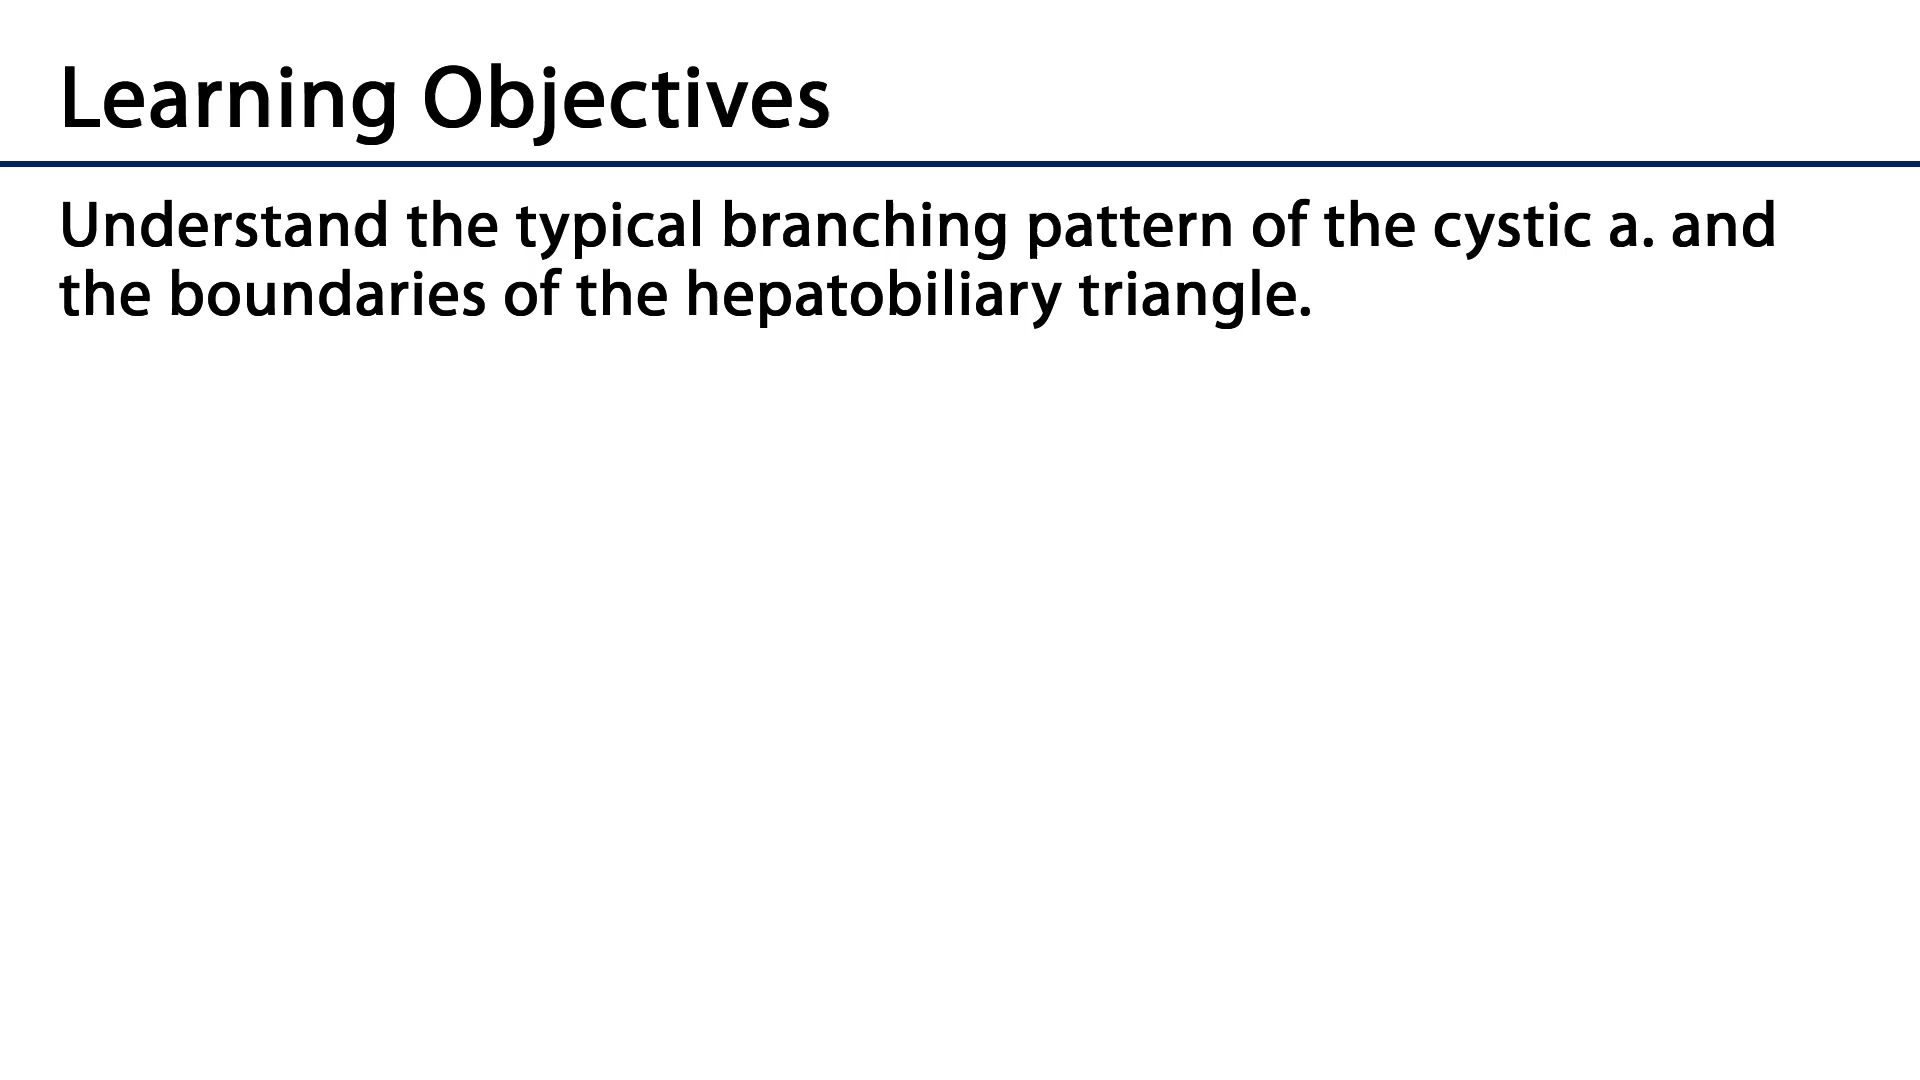 Learning Objectives
Understand the typical branching pattern of the cystic a. and
the boundaries of the hepatobiliary triangle.